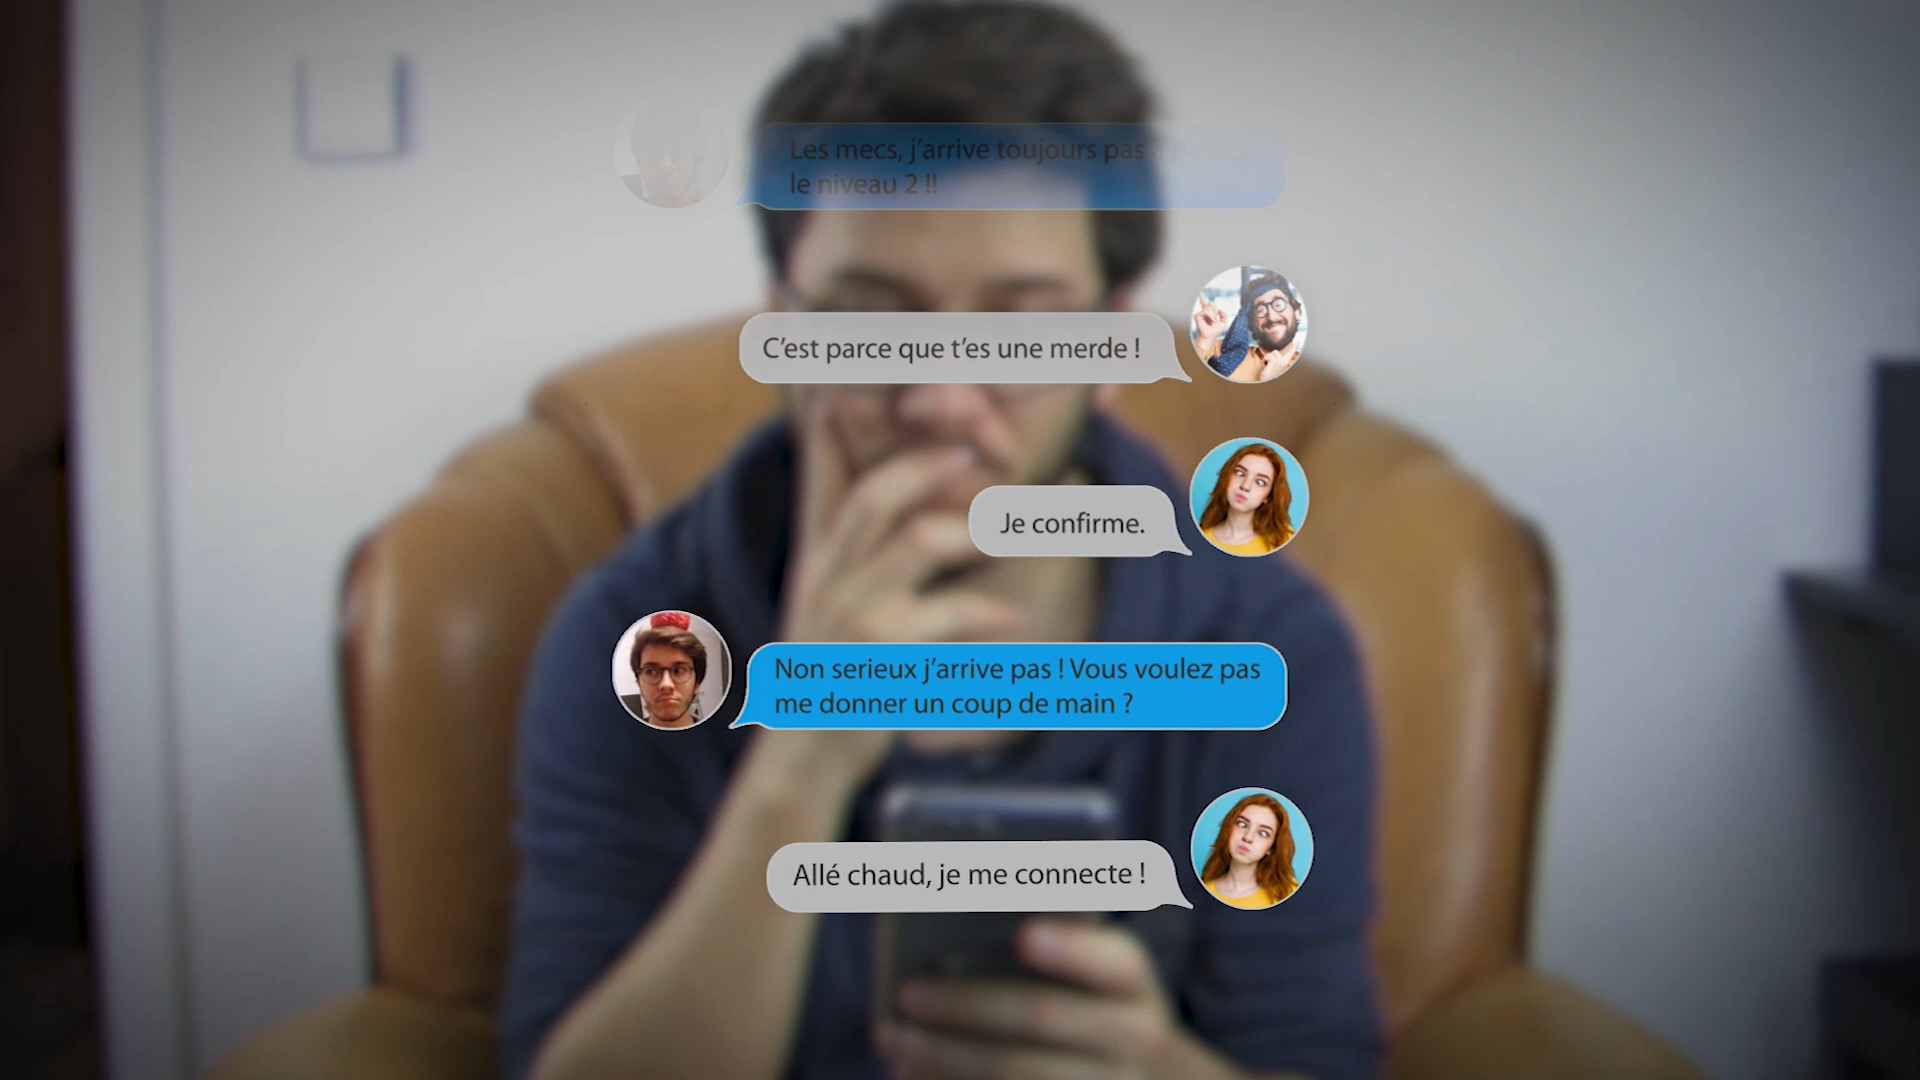 Les mecs, j'arrive toujours pas
le niveau 2 !!
C'est parce que t'es une merde !
Je confirme.
Non serieux j'arrive pas ! Vous voulez pas
me donner un coup de main ?
Allé chaud, je me connecte !